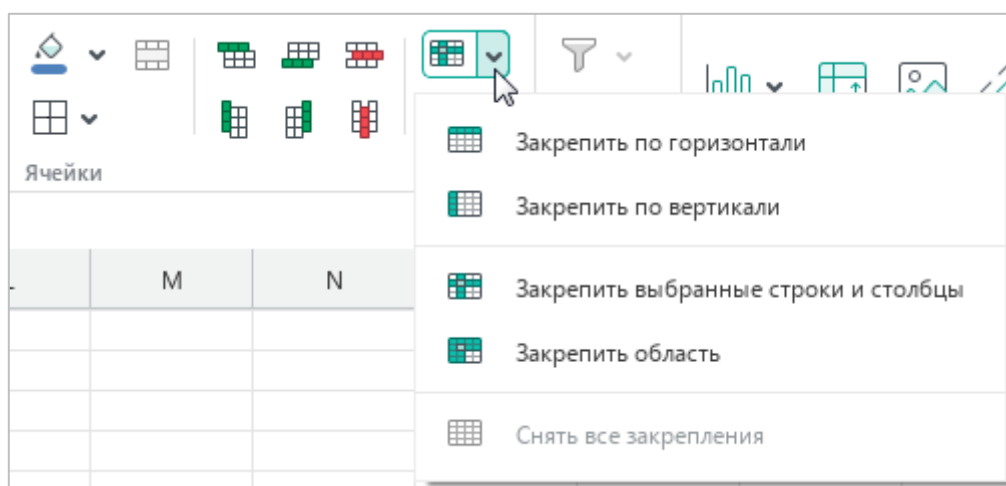 Ячейки
M N
Закрепить по горизонтали
Закрепить по вертикали
Закрепить выбранные строки и столбцы
Закрепить область
Снять все закрепления